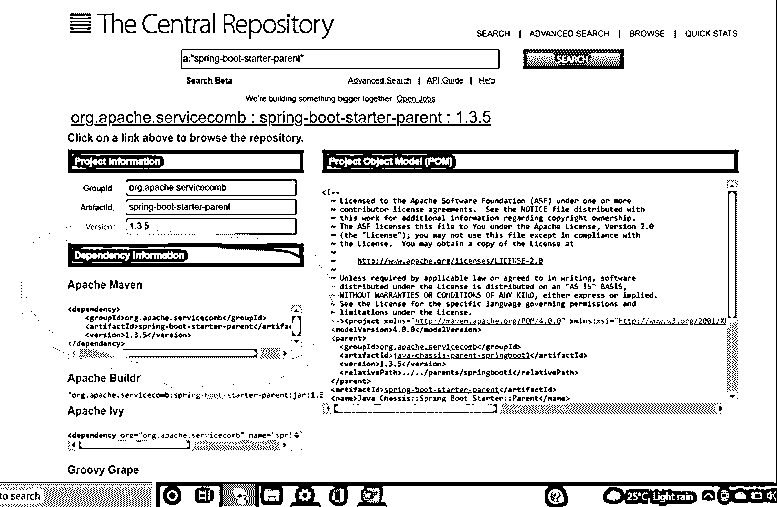 The Central Repository
SEARCH | ADVANCED SEARCH | BROWSE | QUICK STATS
a:"spring-boot-starter-parent"
SEARCH
Search Beta
Advanced Search | API Guide | Help
We're building something bigger together. Open Jobs
org.apache.servicecomb : spring-boot-starter-parent : 1.3.5
Click on a link above to browse the repository.
Project Information
GroupId:
org.apache.servicecomb
ArtifactId:
spring-boot-starter-parent
Version:
1.3.5
Dependency Information
Apache Maven
<dependency>
<groupId>org.apache.servicecomb</groupId>
<artifactId>spring-boot-starter-parent</artifa
<version>1.3.5</version>
</dependency>
Apache Buildr
'org.apache.servicecomb:spring-boot-starter-parent:jar:1.3
Apache Ivy
<dependency org="org.apache.servicecomb" name="spri
Groovy Grape
Project Object Model (POM)
<!--
~ Licensed to the Apache Software Foundation (ASF) under one or more
~ contributor license agreements. See the NOTICE file distributed with
~ this work for additional information regarding copyright ownership.
~ The ASF licenses this file to You under the Apache License, Version 2.0
~ (the "License"); you may not use this file except in compliance with
~ the License. You may obtain a copy of the License at
~
~ http://www.apache.org/licenses/LICENSE-2.0
~
~ Unless required by applicable law or agreed to in writing, software
~ distributed under the License is distributed on an "AS IS" BASIS,
~ WITHOUT WARRANTIES OR CONDITIONS OF ANY KIND, either express or implied.
~ See the License for the specific language governing permissions and
~ limitations under the License.
--><project xmlns="http://maven.apache.org/POM/4.0.0" xmlns:xsi="http://www.w3.org/2001/X
<modelVersion>4.0.0</modelVersion>
<parent>
<groupId>org.apache.servicecomb</groupId>
<artifactId>java-chassis-parent-springboot1</artifactId>
<version>1.3.5</version>
<relativePath>../../parents/springboot1</relativePath>
</parent>
<artifactId>spring-boot-starter-parent</artifactId>
<name>Java Chassis::Spring Boot Starter::Parent</name>
to search
25°C Light rain